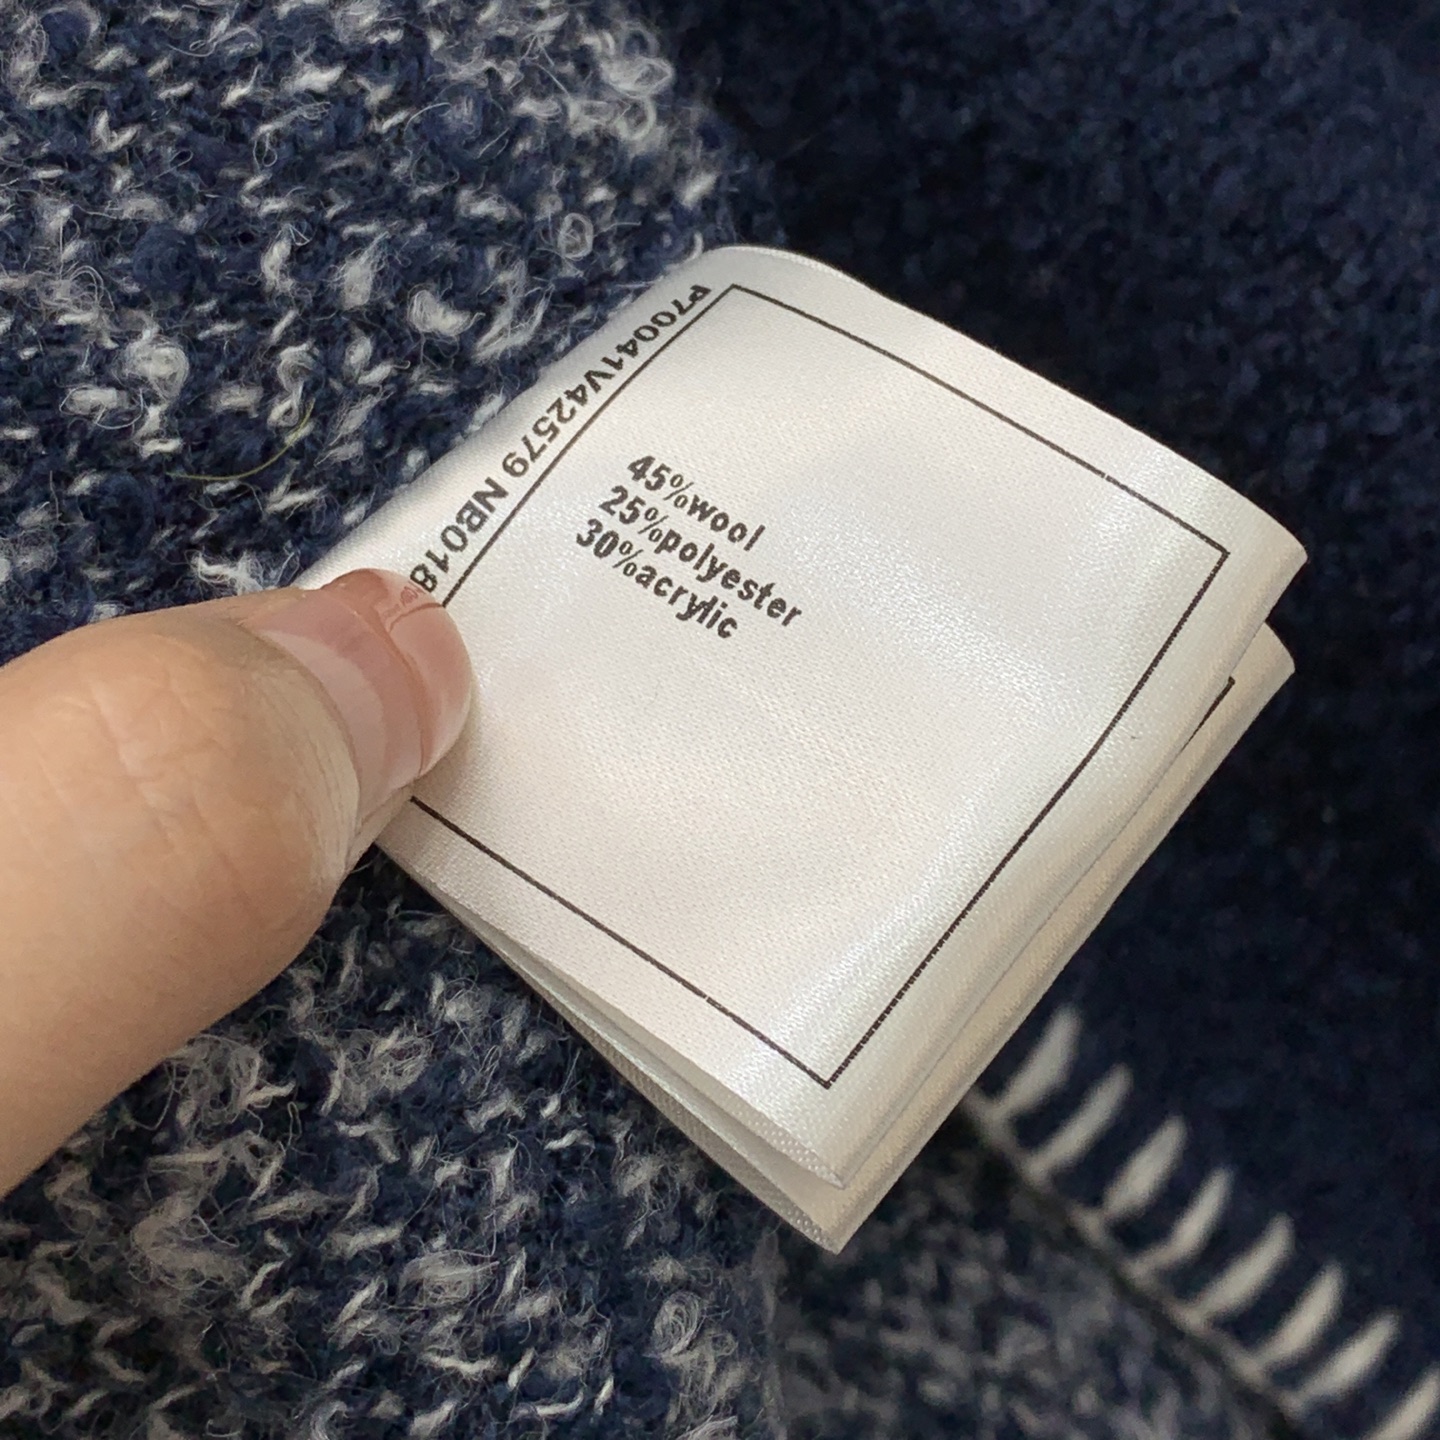 P70041V42579 NB018
45%wool
25%polyester
30%acrylic